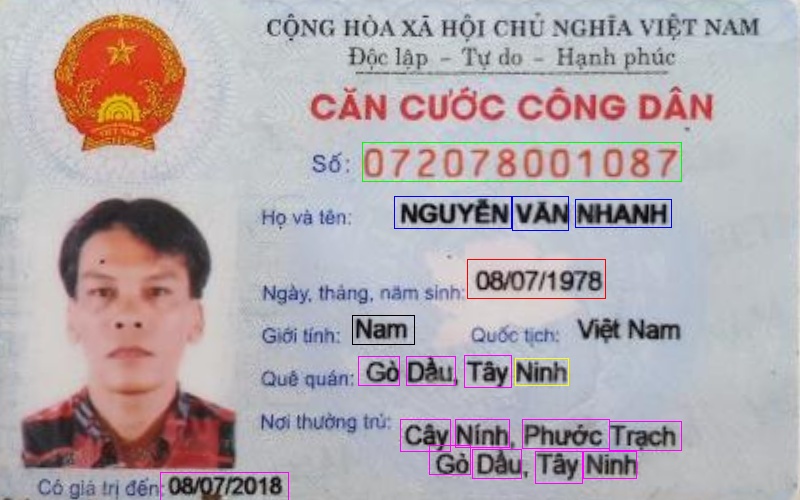 CỘNG HÒA XÃ HỘI CHỦ NGHĨA VIỆT NAM
Độc lập - Tự do - Hạnh phúc
CĂN CƯỚC CÔNG DÂN
Số: 072078001087
Họ và tên: NGUYỄN VĂN NHANH
Ngày, tháng, năm sinh: 08/07/1978
Giới tính: Nam Quốc tịch: Việt Nam
Quê quán: Gò Dầu, Tây Ninh
Nơi thường trú: Cây Nính, Phước Trạch
Gò Dầu, Tây Ninh
Có giá trị đến: 08/07/2018
VIỆT NAM